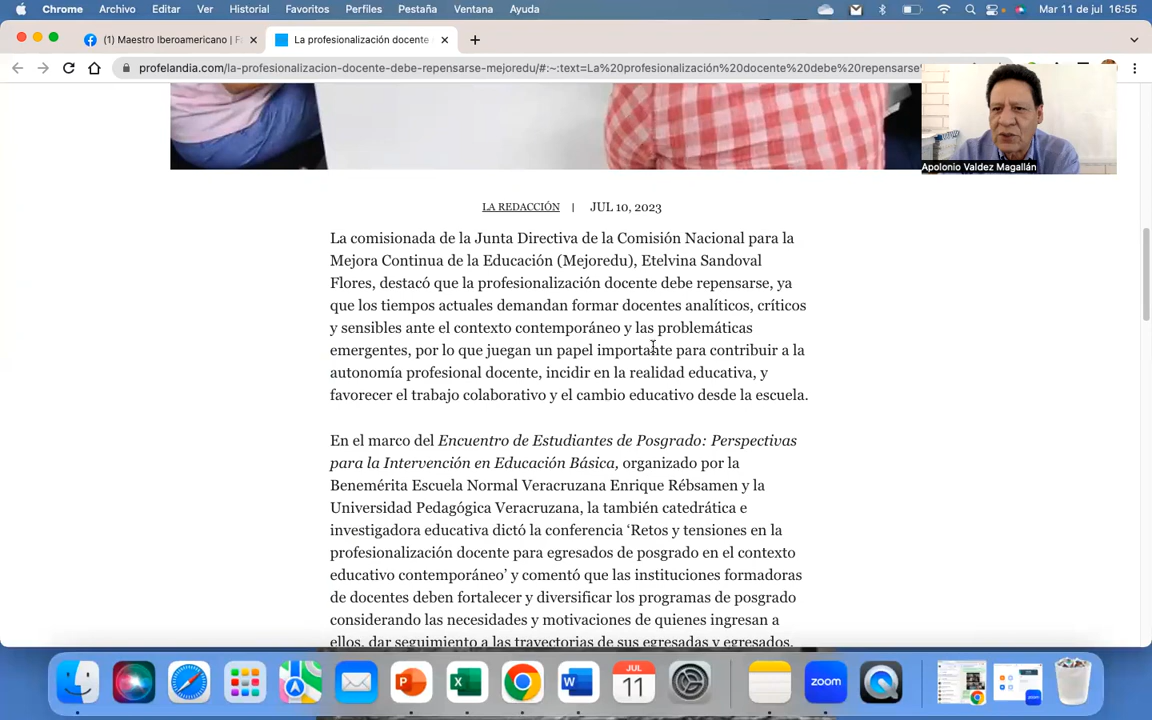 Chrome Archivo Editar Ver Historial Favoritos Perfiles Pestaña Ventana Ayuda Mar 11 de jul 16:55
(1) Maestro Iberoamericano | F
La profesionalización docente
profelandia.com/la-profesionalizacion-docente-debe-repensarse-mejoredu/#:~:text=La%20profesionalización%20docente%20debe%20repensarse
Apolonio Valdez Magallán
LA REDACCIÓN | JUL 10, 2023
La comisionada de la Junta Directiva de la Comisión Nacional para la
Mejora Continua de la Educación (Mejoredu), Etelvina Sandoval
Flores, destacó que la profesionalización docente debe repensarse, ya
que los tiempos actuales demandan formar docentes analíticos, críticos
y sensibles ante el contexto contemporáneo y las problemáticas
emergentes, por lo que juegan un papel importante para contribuir a la
autonomía profesional docente, incidir en la realidad educativa, y
favorecer el trabajo colaborativo y el cambio educativo desde la escuela.
En el marco del Encuentro de Estudiantes de Posgrado: Perspectivas
para la Intervención en Educación Básica, organizado por la
Benemérita Escuela Normal Veracruzana Enrique Rébsamen y la
Universidad Pedagógica Veracruzana, la también catedrática e
investigadora educativa dictó la conferencia ‘Retos y tensiones en la
profesionalización docente para egresados de posgrado en el contexto
educativo contemporáneo’ y comentó que las instituciones formadoras
de docentes deben fortalecer y diversificar los programas de posgrado
considerando las necesidades y motivaciones de quienes ingresan a
ellos, dar seguimiento a las trayectorias de sus egresadas y egresados,
JUL
11
zoom